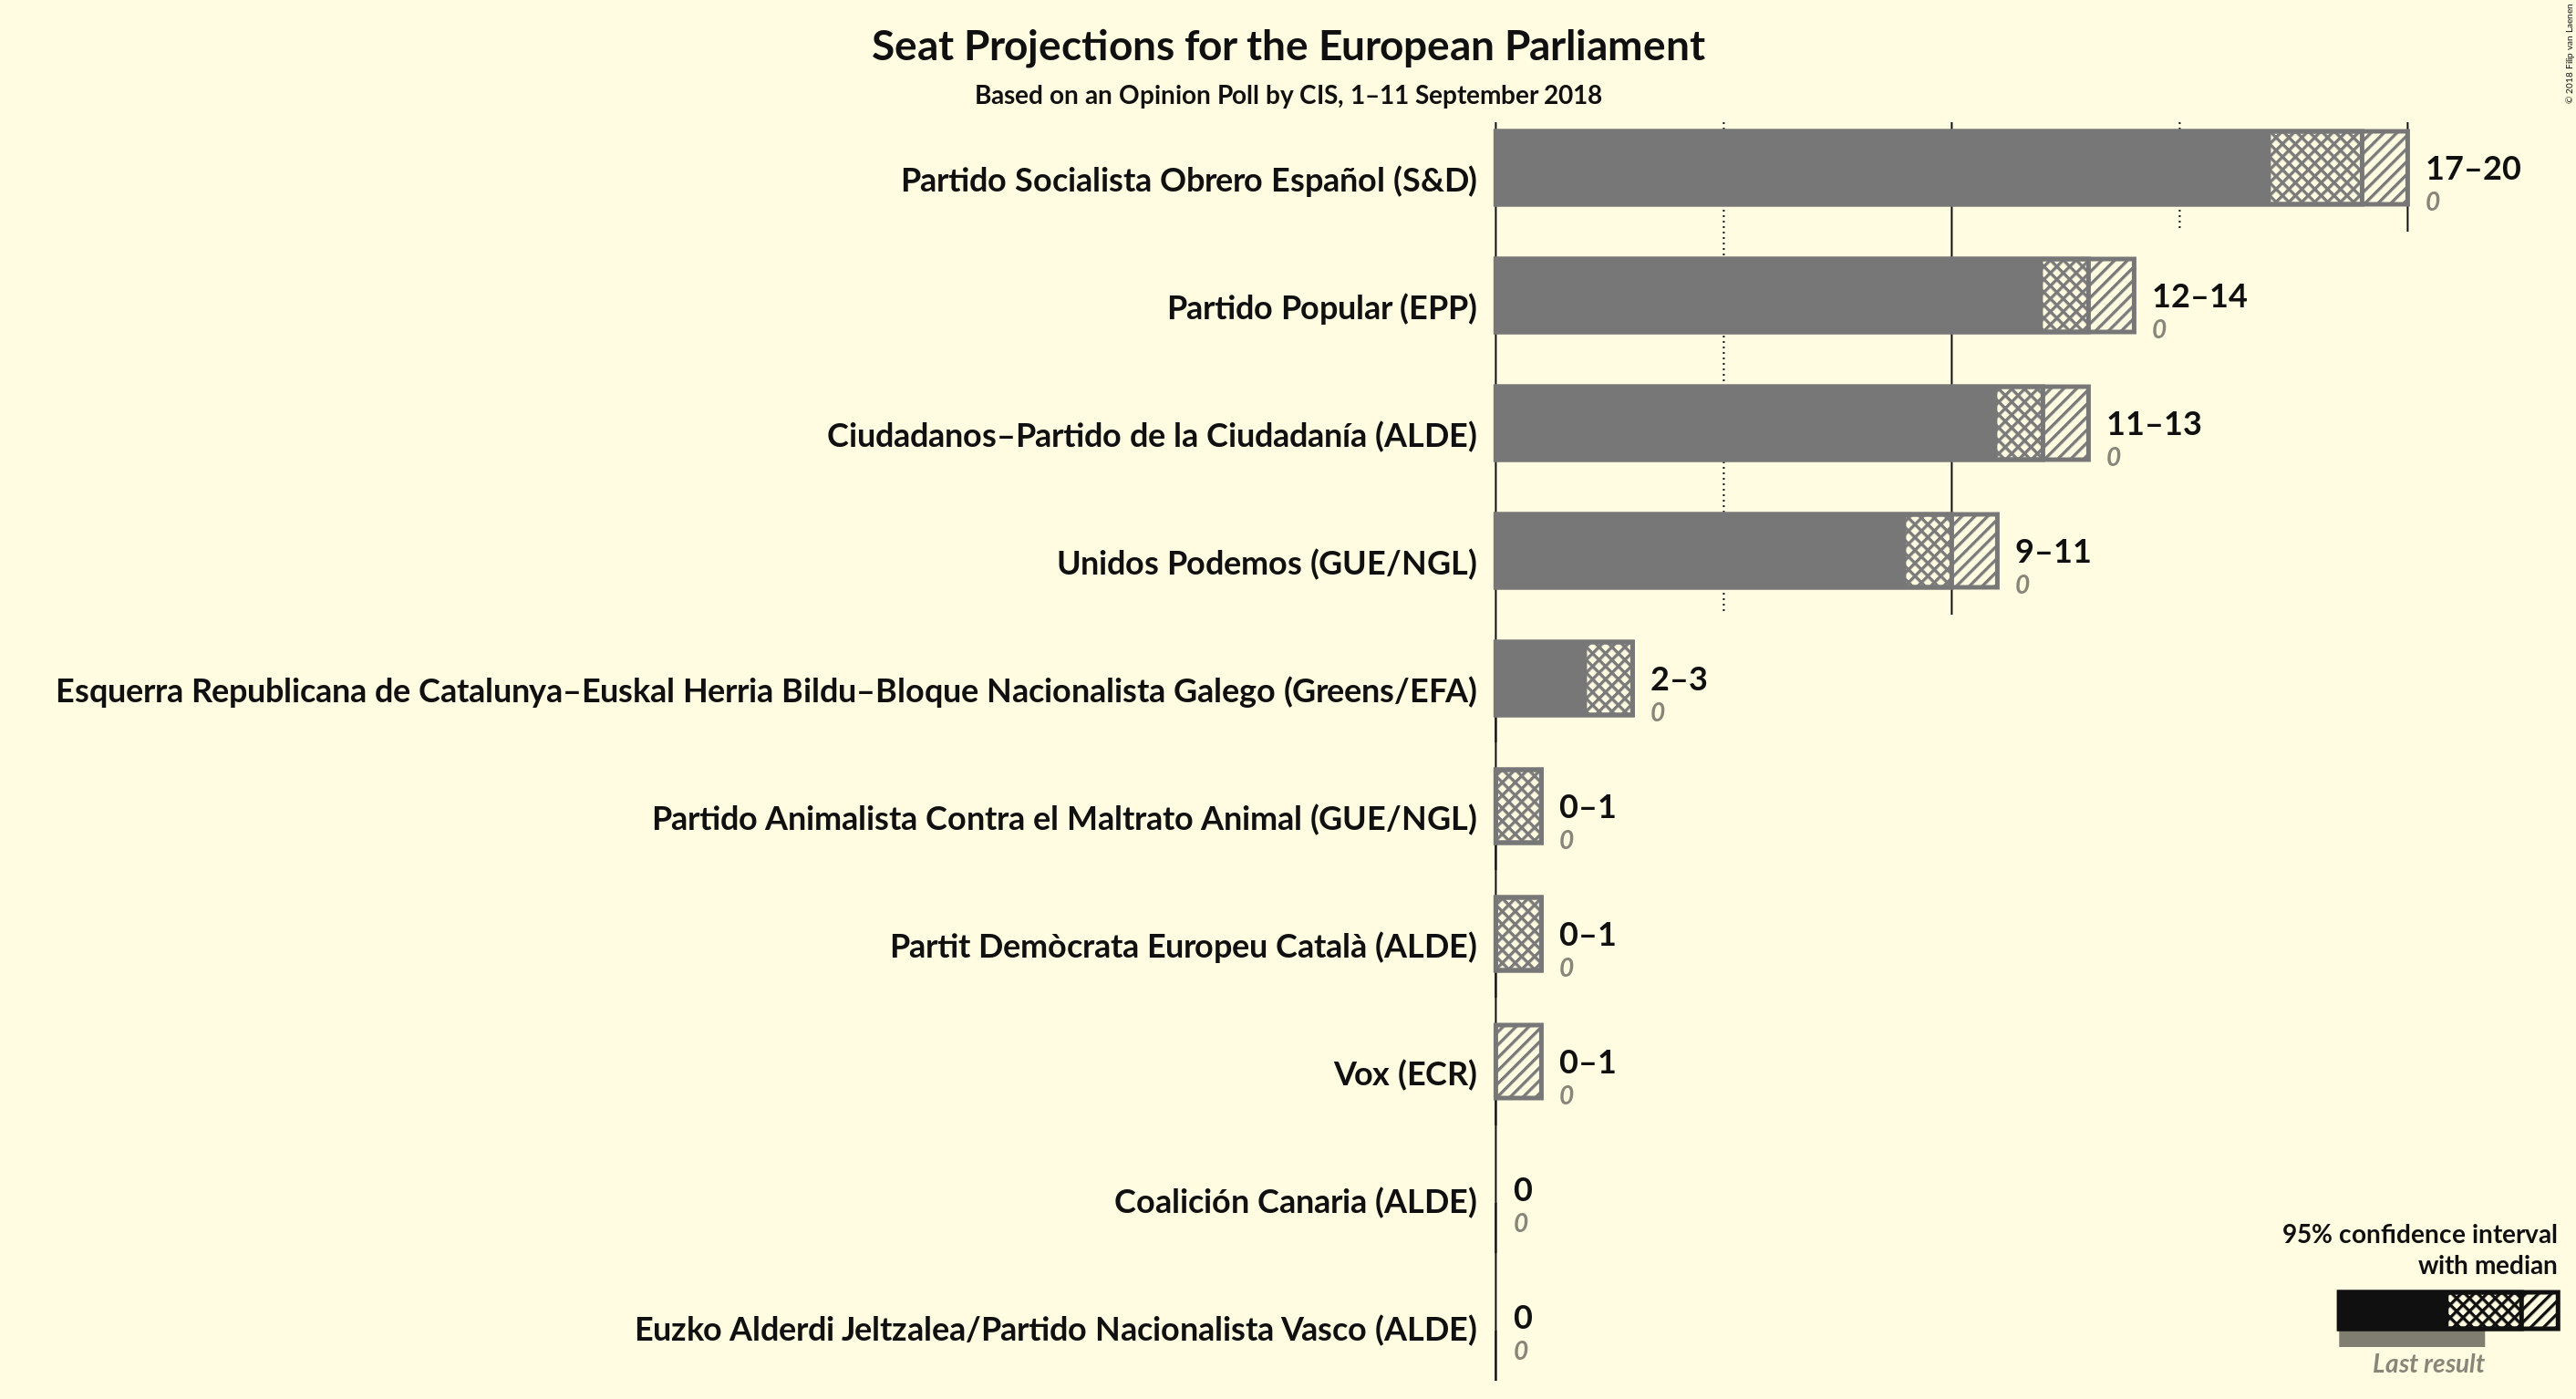 Seat Projections for the European Parliament
Based on an Opinion Poll by CIS, 1–11 September 2018
© 2018 Filip van Laenen
Partido Socialista Obrero Español (S&D)
17–20
0
Partido Popular (EPP)
12–14
0
Ciudadanos–Partido de la Ciudadanía (ALDE)
11–13
0
Unidos Podemos (GUE/NGL)
9–11
0
Esquerra Republicana de Catalunya–Euskal Herria Bildu–Bloque Nacionalista Galego (Greens/EFA)
2–3
0
Partido Animalista Contra el Maltrato Animal (GUE/NGL)
0–1
0
Partit Demòcrata Europeu Català (ALDE)
0–1
0
Vox (ECR)
0–1
0
Coalición Canaria (ALDE)
0
0
Euzko Alderdi Jeltzalea/Partido Nacionalista Vasco (ALDE)
0
0
95% confidence interval
with median
Last result